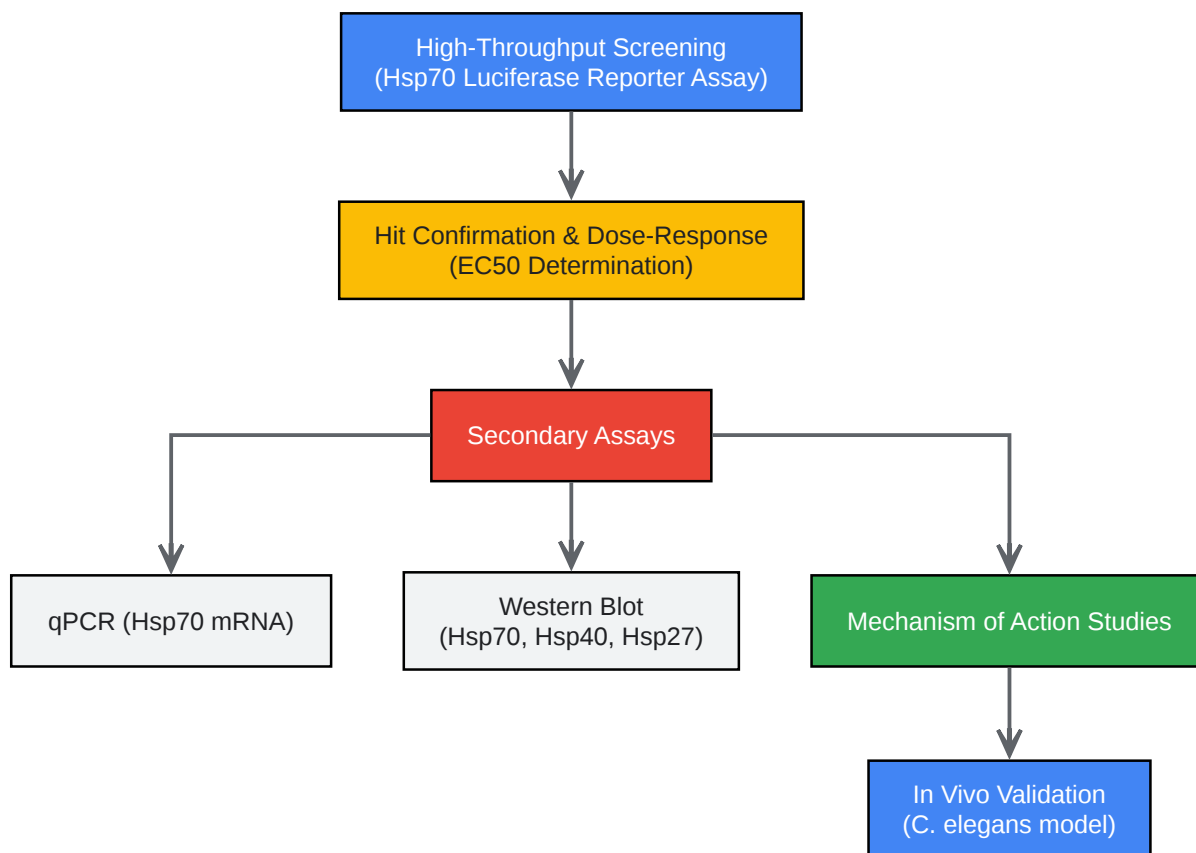 High-Throughput Screening
(Hsp70 Luciferase Reporter Assay)
Hit Confirmation & Dose-Response
(EC50 Determination)
Secondary Assays
qPCR (Hsp70 mRNA)
Western Blot
(Hsp70, Hsp40, Hsp27)
Mechanism of Action Studies
In Vivo Validation
(C. elegans model)